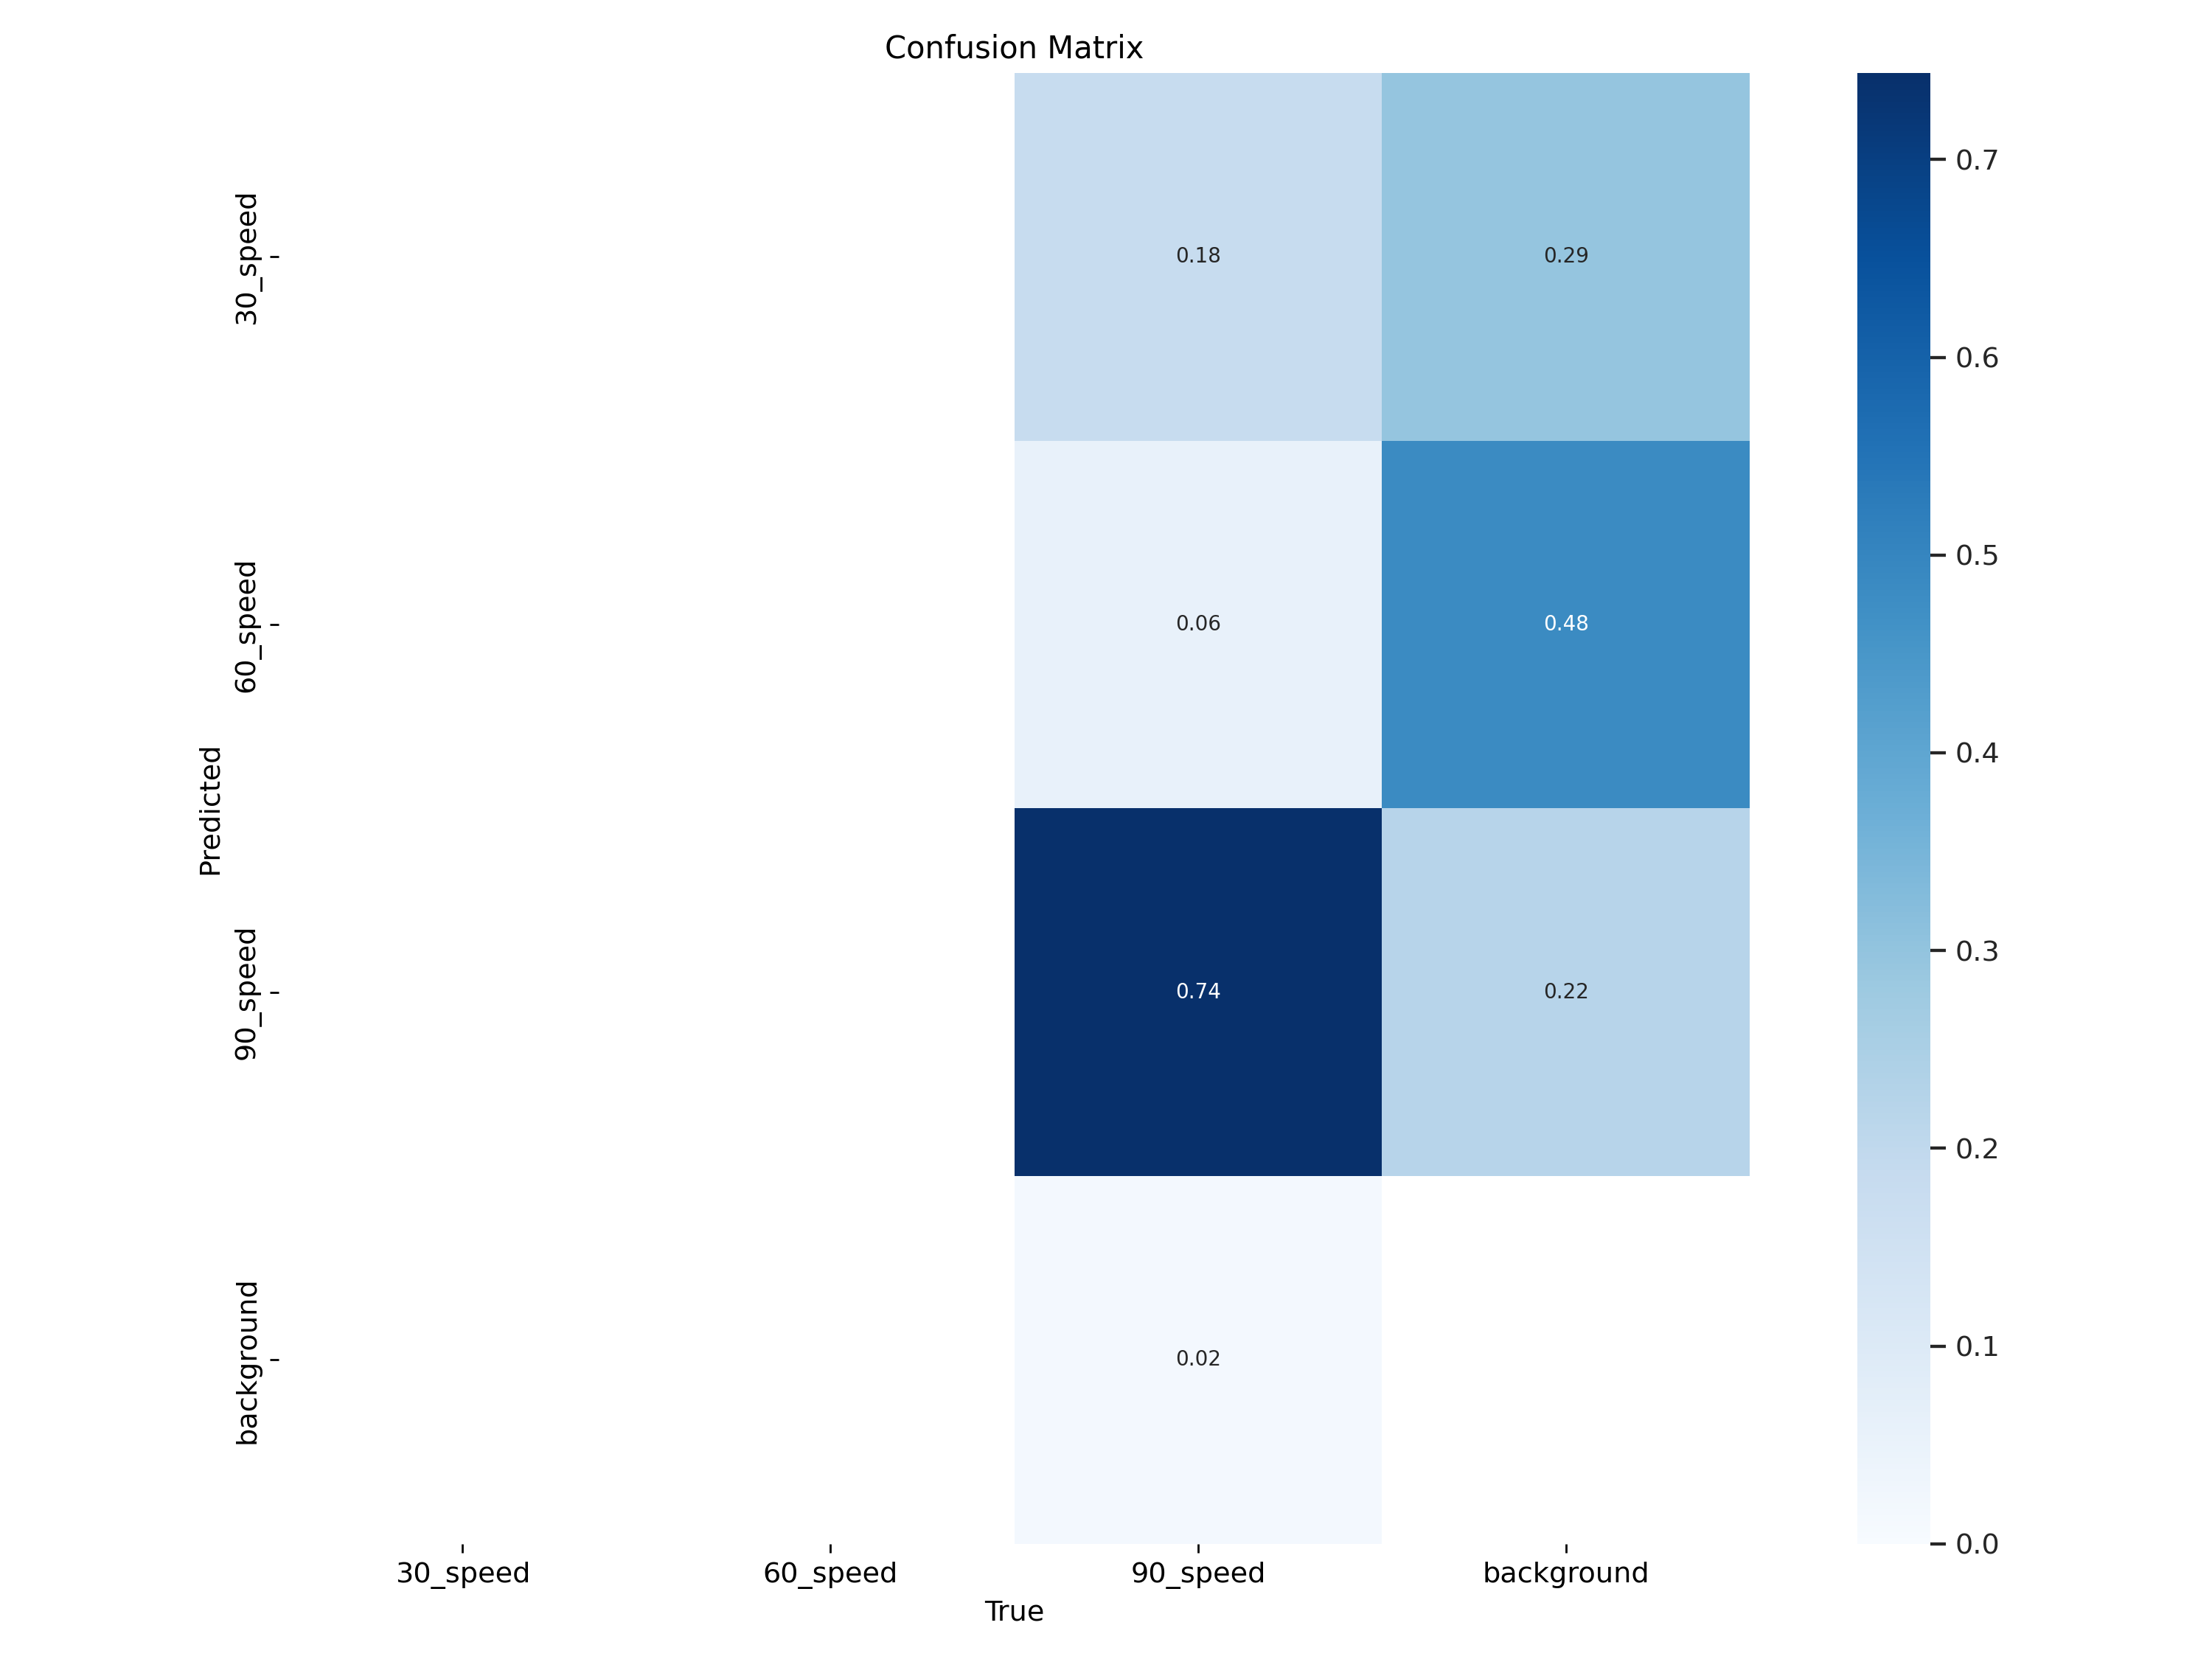 Confusion Matrix
Predicted
30_speed
0.18 0.29
60_speed
0.06 0.48
90_speed
0.74 0.22
background
0.02
30_speed 60_speed 90_speed background
True
0.7
0.6
0.5
0.4
0.3
0.2
0.1
0.0